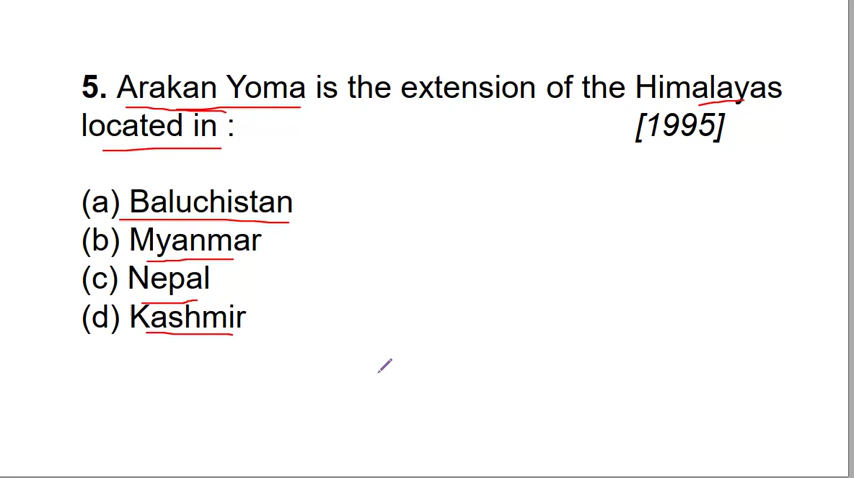 5. Arakan Yoma is the extension of the Himalayas
located in : [1995]
(a) Baluchistan
(b) Myanmar
(c) Nepal
(d) Kashmir